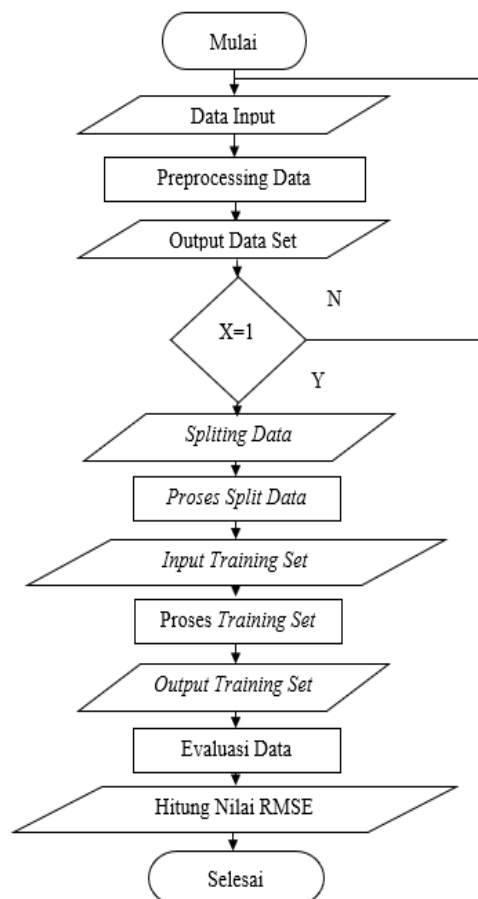 Mulai
Data Input
Preprocessing Data
Output Data Set
N
X=1
Y
Spliting Data
Proses Split Data
Input Training Set
Proses Training Set
Output Training Set
Evaluasi Data
Hitung Nilai RMSE
Selesai